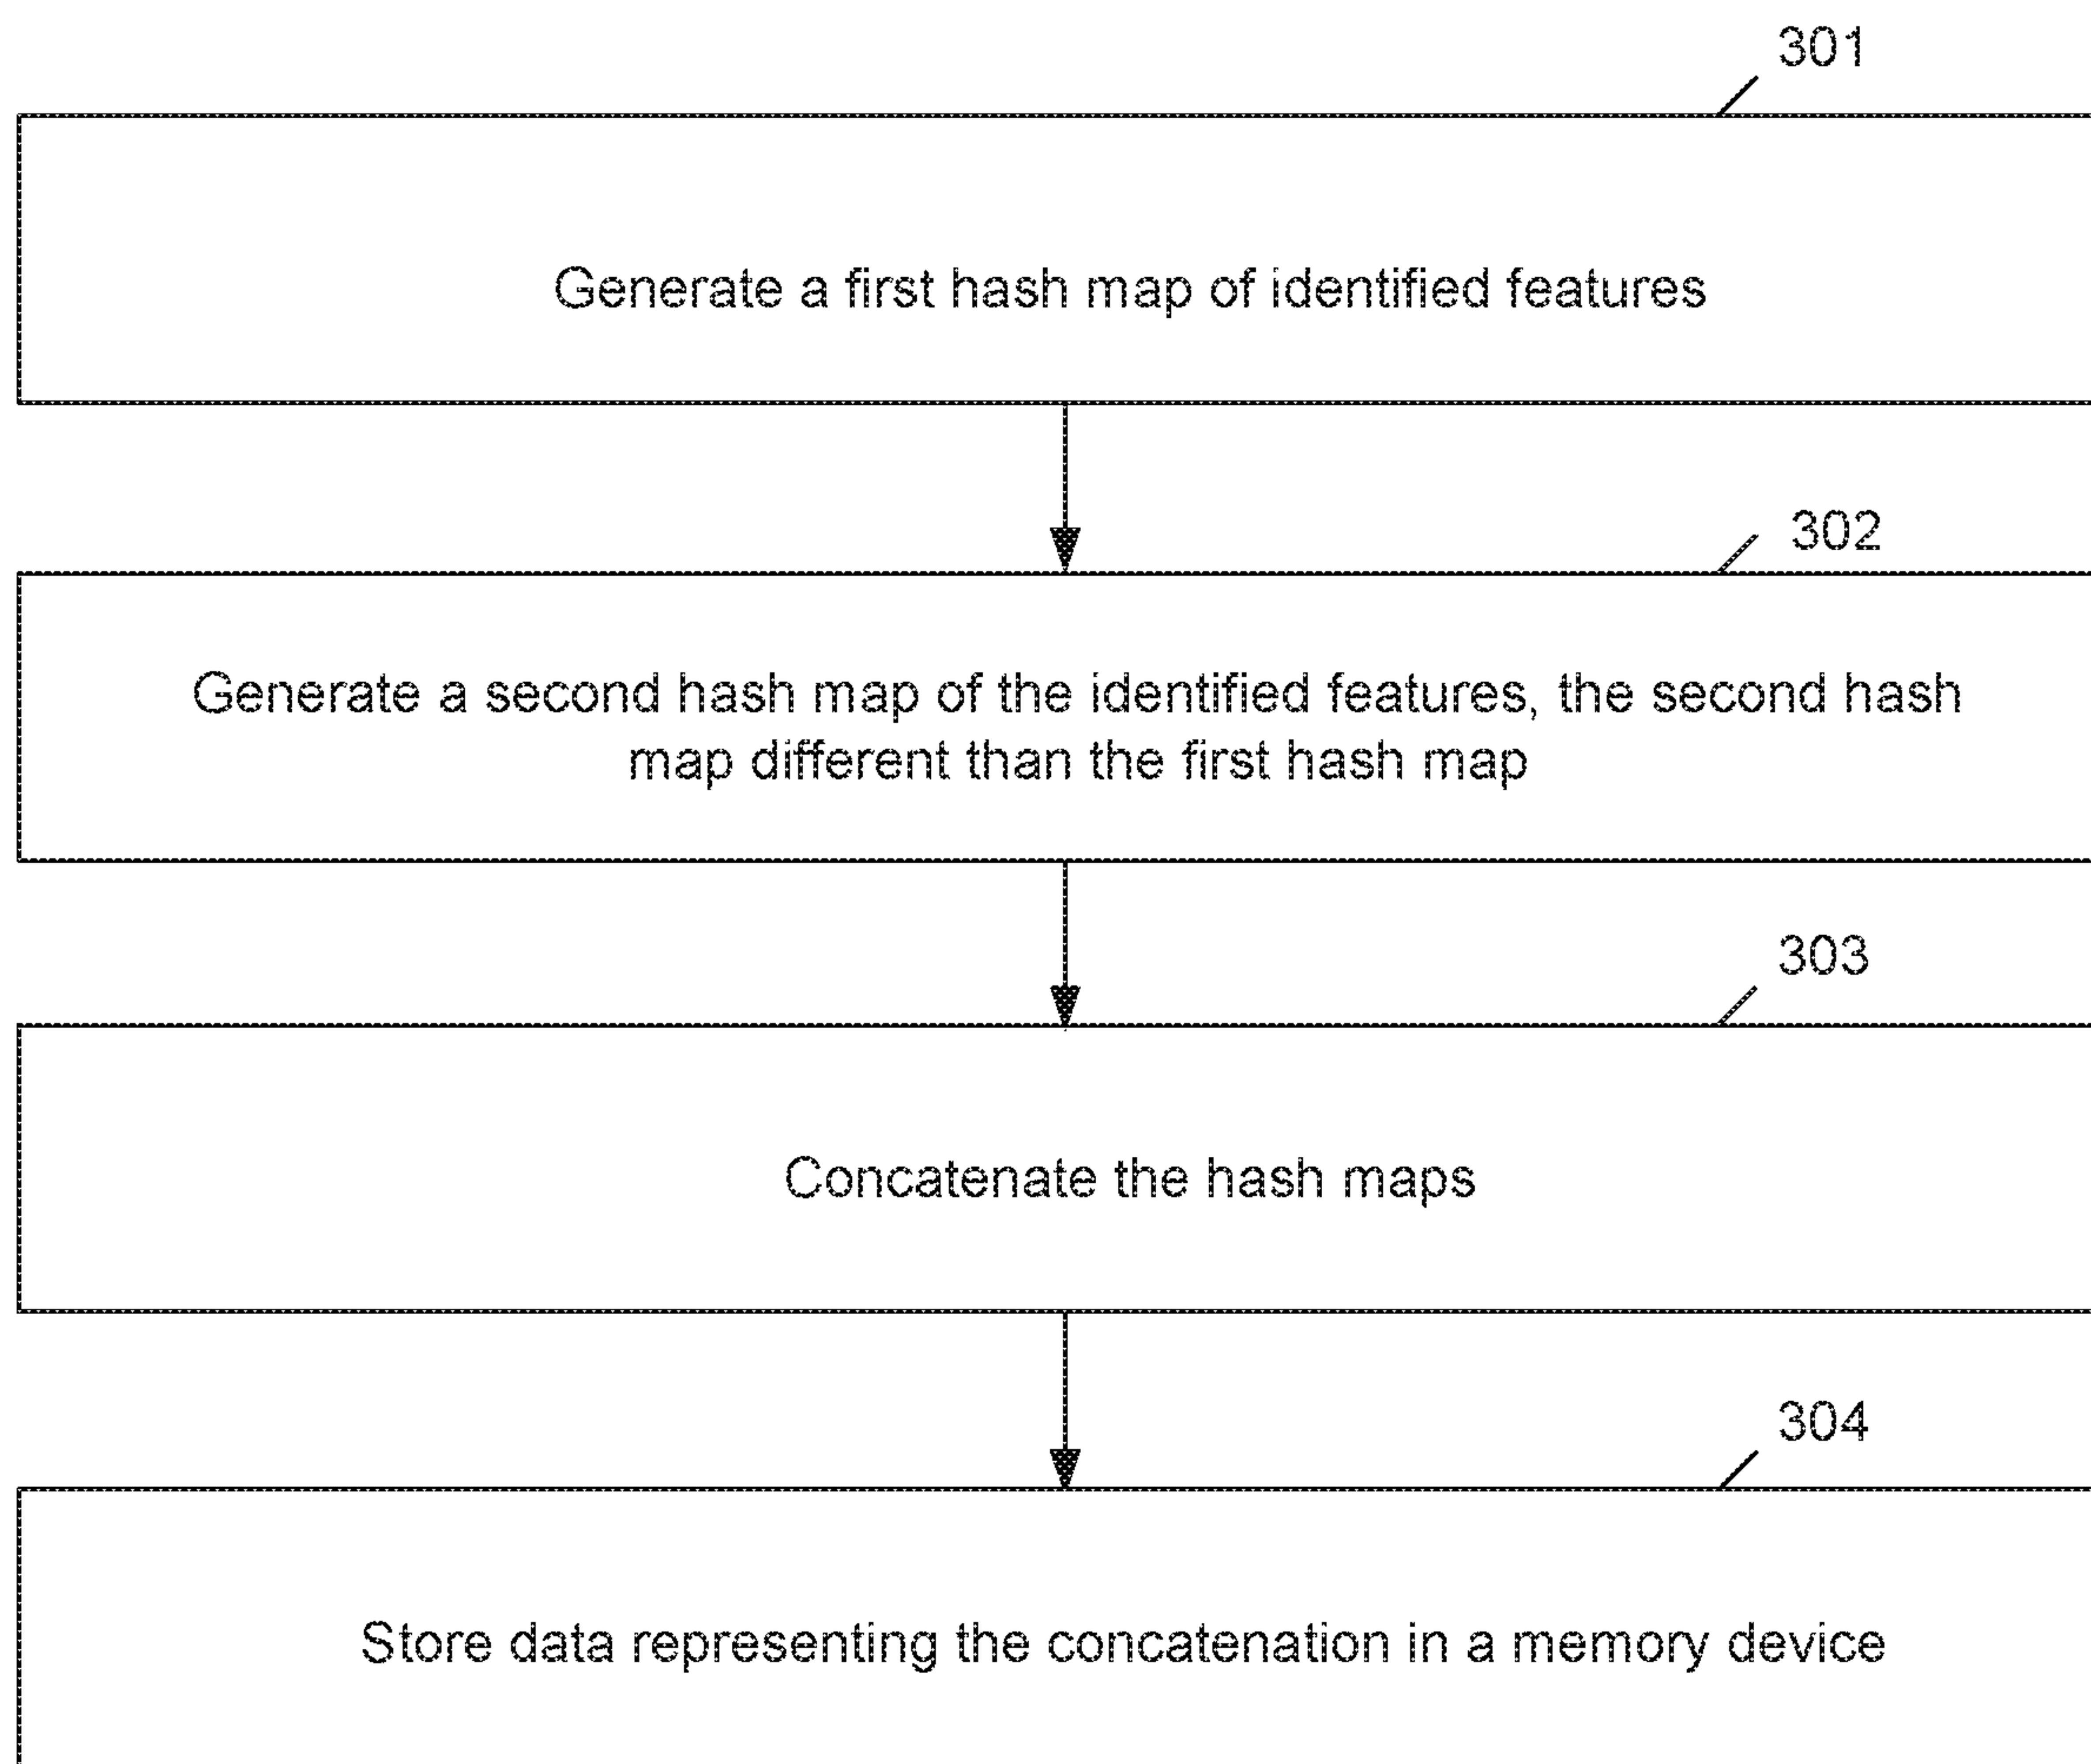 301
Generate a first hash map of identified features
302
Generate a second hash map of the identified features, the second hash
map different than the first hash map
303
Concatenate the hash maps
304
Store data representing the concatenation in a memory device